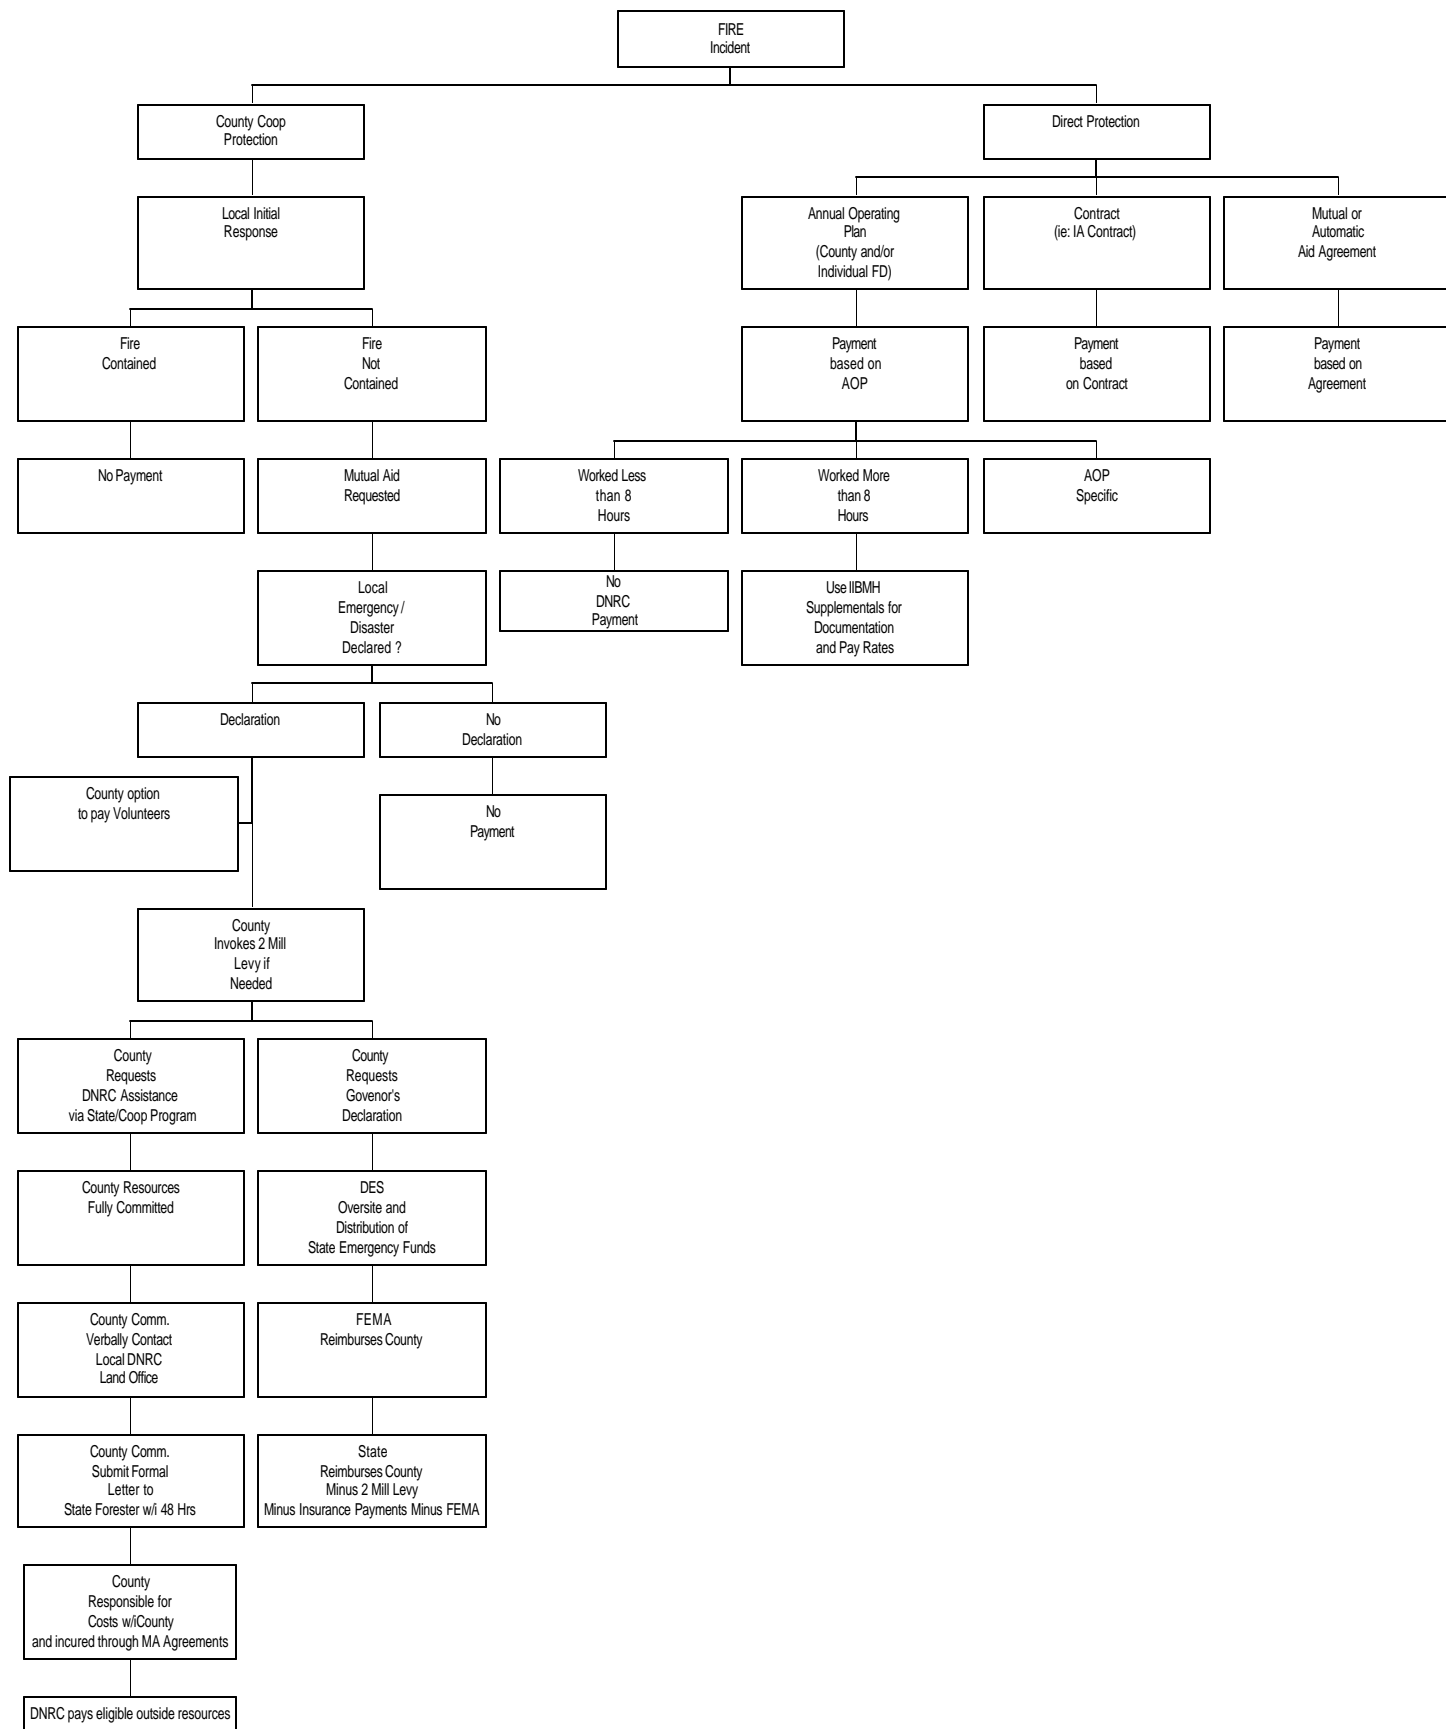 FIRE
Incident
County Coop
Protection
Direct Protection
Local Initial
Response
Annual Operating
Plan
(County and/or
Individual FD)
Contract
(ie: IA Contract)
Mutual or
Automatic
Aid Agreement
Fire
Contained
Fire
Not
Contained
Payment
based on
AOP
Payment
based
on Contract
Payment
based on
Agreement
No Payment
Mutual Aid
Requested
Worked Less
than 8
Hours
Worked More
than 8
Hours
AOP
Specific
Local
Emergency /
Disaster
Declared ?
No
DNRC
Payment
Use IIBMH
Supplementals for
Documentation
and Pay Rates
Declaration
No
Declaration
County option
to pay Volunteers
No
Payment
County
Invokes 2 Mill
Levy if
Needed
County
Requests
DNRC Assistance
via State/Coop Program
County
Requests
Govenor's
Declaration
County Resources
Fully Committed
DES
Oversite and
Distribution of
State Emergency Funds
County Comm.
Verbally Contact
Local DNRC
Land Office
FEMA
Reimburses County
County Comm.
Submit Formal
Letter to
State Forester w/i 48 Hrs
State
Reimburses County
Minus 2 Mill Levy
Minus Insurance Payments Minus FEMA
County
Responsible for
Costs w/iCounty
and incured through MA Agreements
DNRC pays eligible outside resources